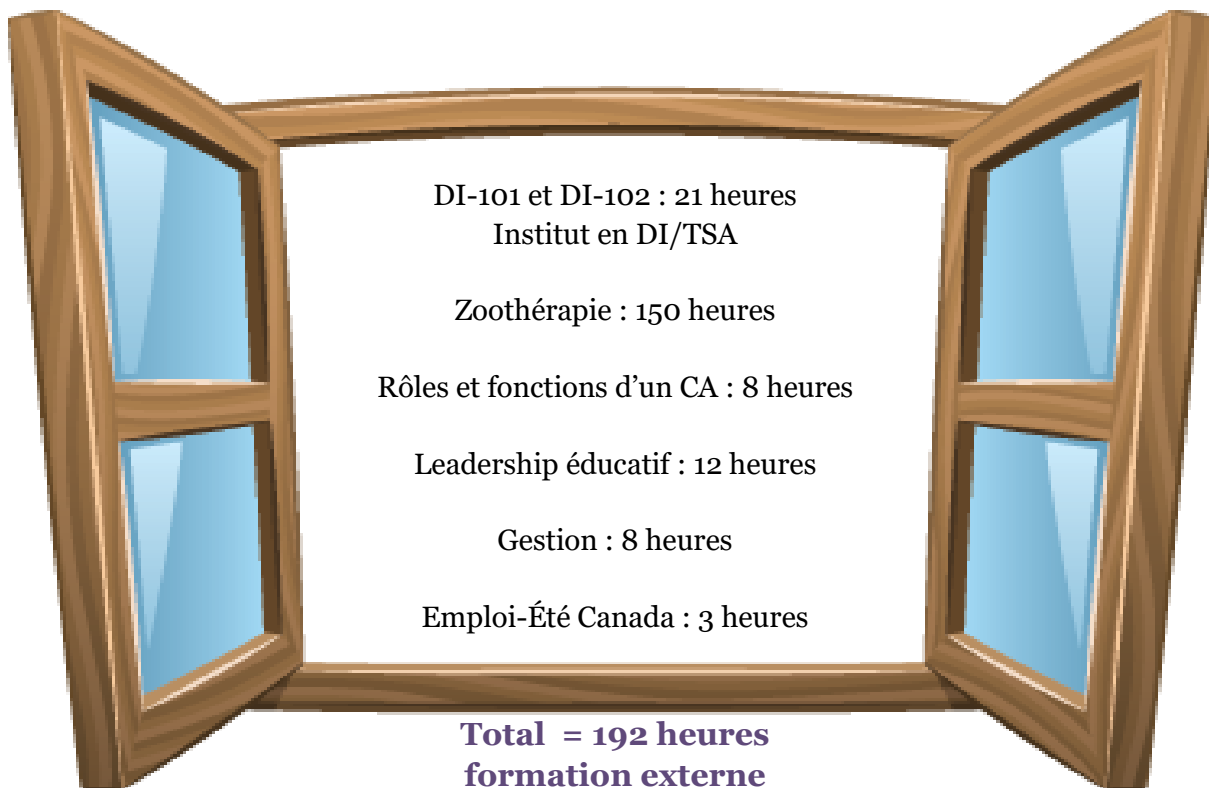 DI-101 et DI-102 : 21 heures
Institut en DI/TSA
Zoothérapie : 150 heures
Rôles et fonctions d’un CA : 8 heures
Leadership éducatif : 12 heures
Gestion : 8 heures
Emploi-Été Canada : 3 heures
Total = 192 heures
formation externe